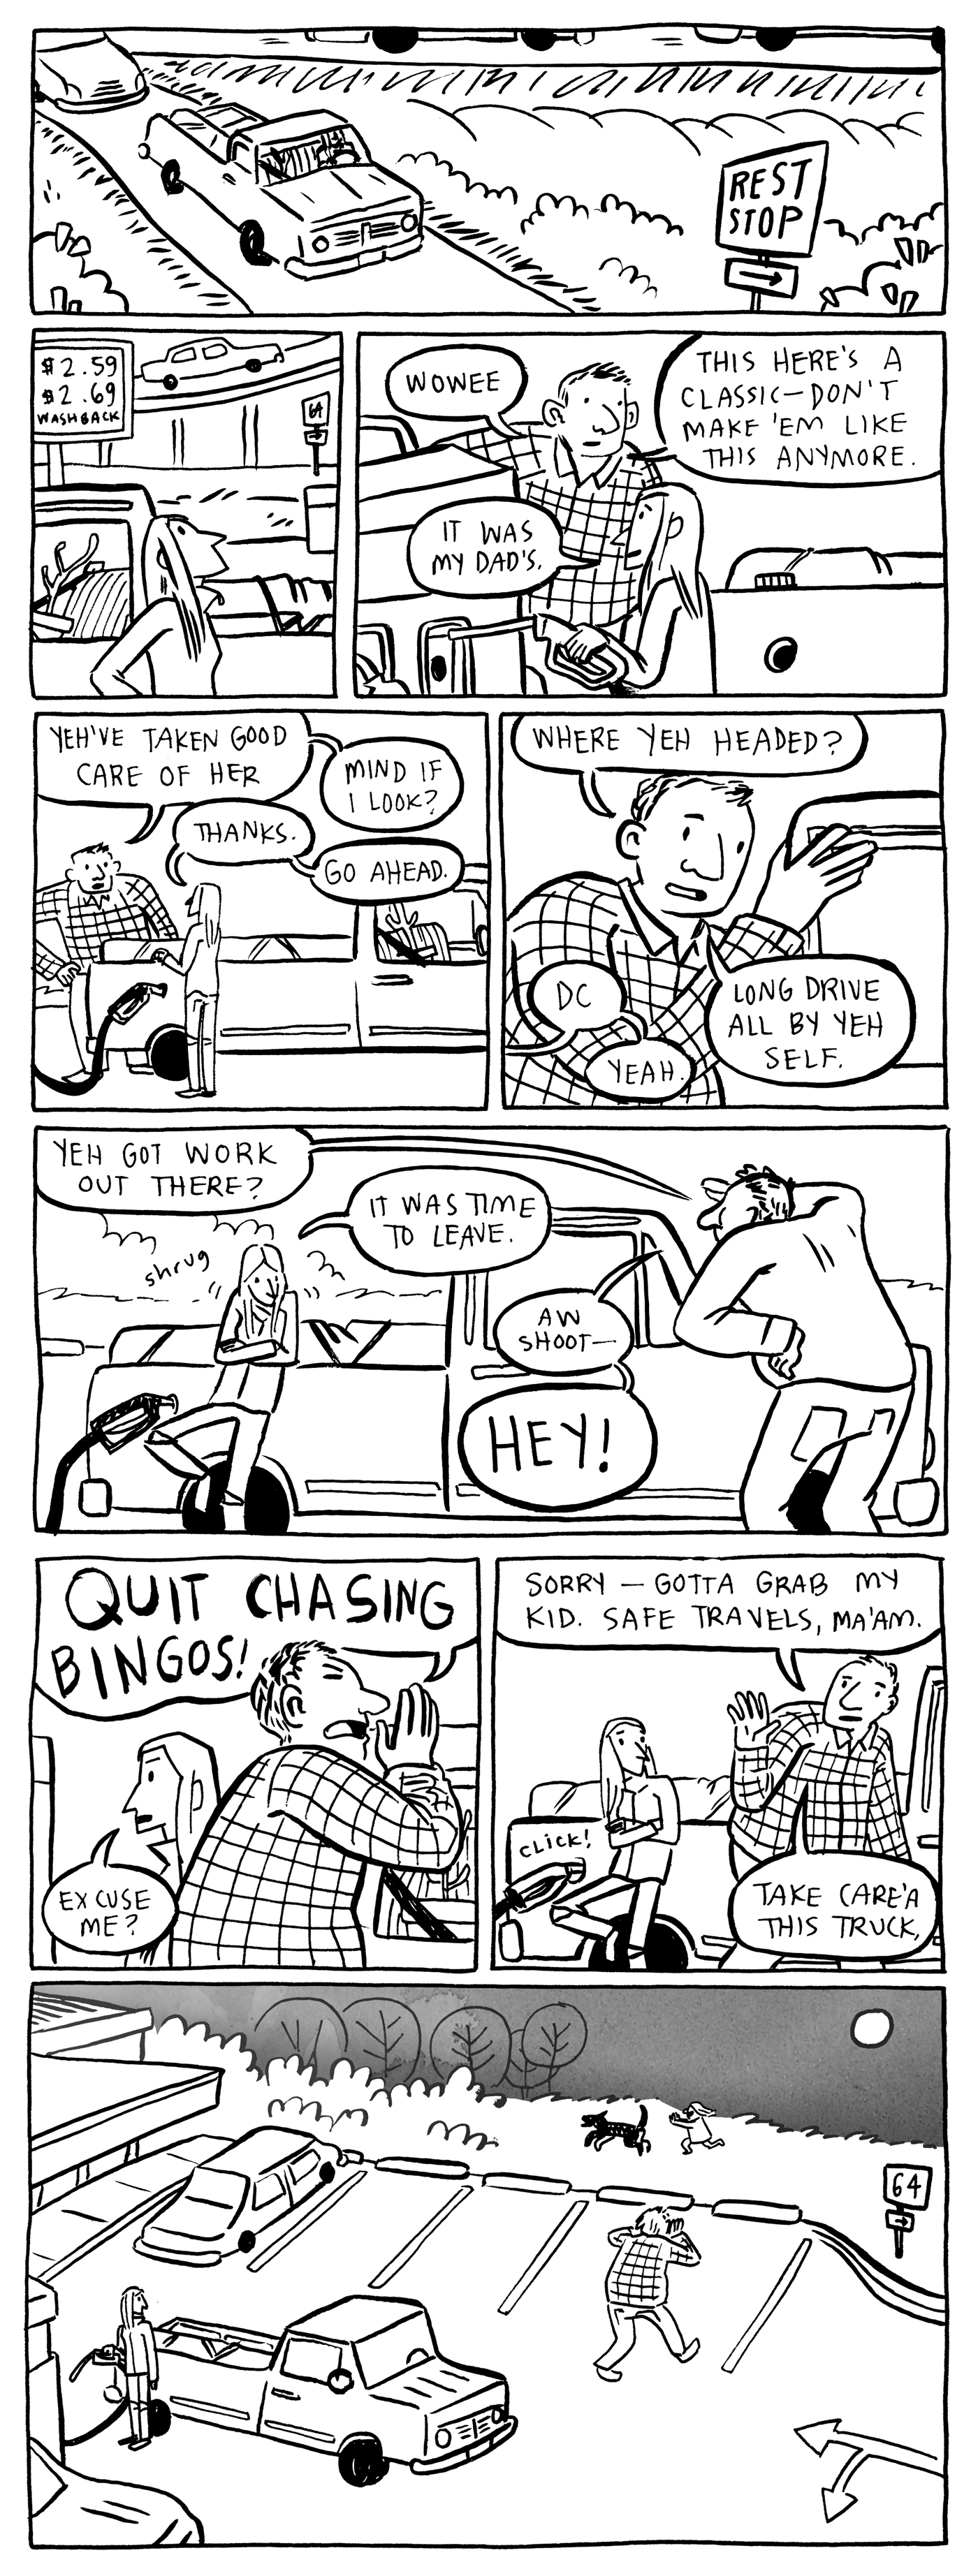 REST
STOP
$2.59
$2.69
WASHBACK
64
WOWEE
THIS HERE'S A
CLASSIC—DON'T
MAKE 'EM LIKE
THIS ANYMORE.
IT WAS
MY DAD'S.
YEH'VE TAKEN GOOD
CARE OF HER
MIND IF
I LOOK?
THANKS.
GO AHEAD.
WHERE YEH HEADED?
DC
LONG DRIVE
ALL BY YEH
SELF.
YEAH.
YEH GOT WORK
OUT THERE?
shrug
IT WAS TIME
TO LEAVE.
AW
SHOOT—
HEY!
QUIT CHASING
BINGOS!
EXCUSE
ME?
SORRY — GOTTA GRAB MY
KID. SAFE TRAVELS, MA'AM.
CLICK!
TAKE CARE'A
THIS TRUCK,
64